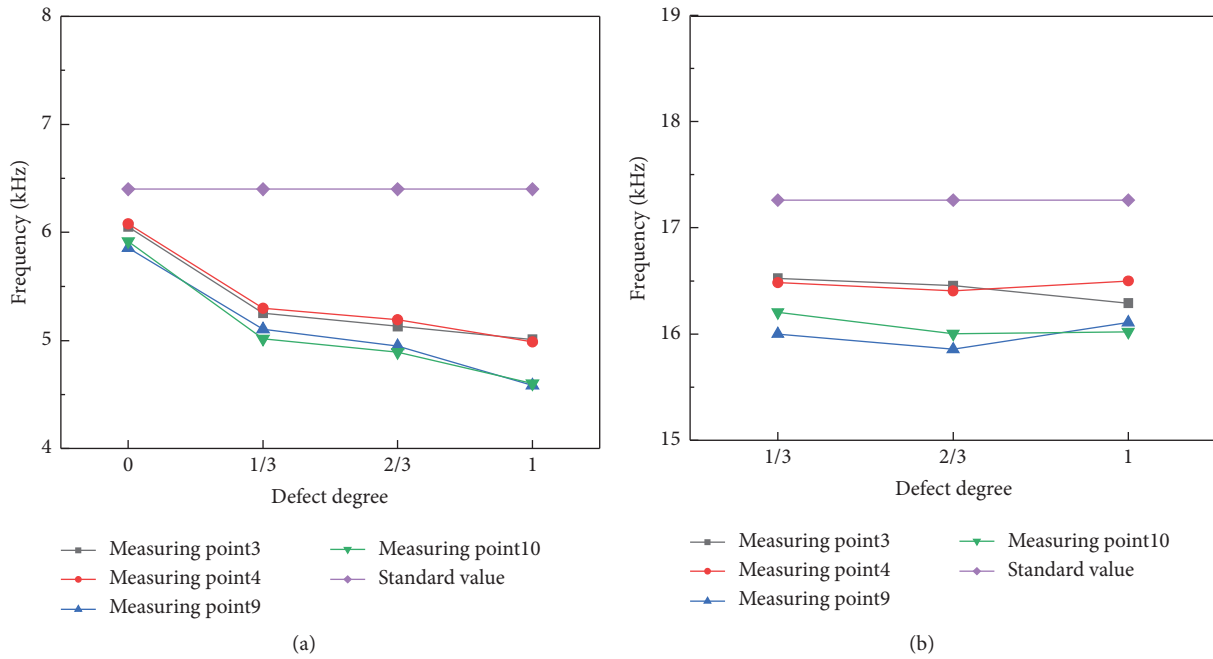 8
7
6
5
4
Frequency (kHz)
0 1/3 2/3 1
Defect degree
Measuring point3
Measuring point4
Measuring point9
Measuring point10
Standard value
(a)
19
18
17
16
15
Frequency (kHz)
1/3 2/3 1
Defect degree
Measuring point3
Measuring point4
Measuring point9
Measuring point10
Standard value
(b)